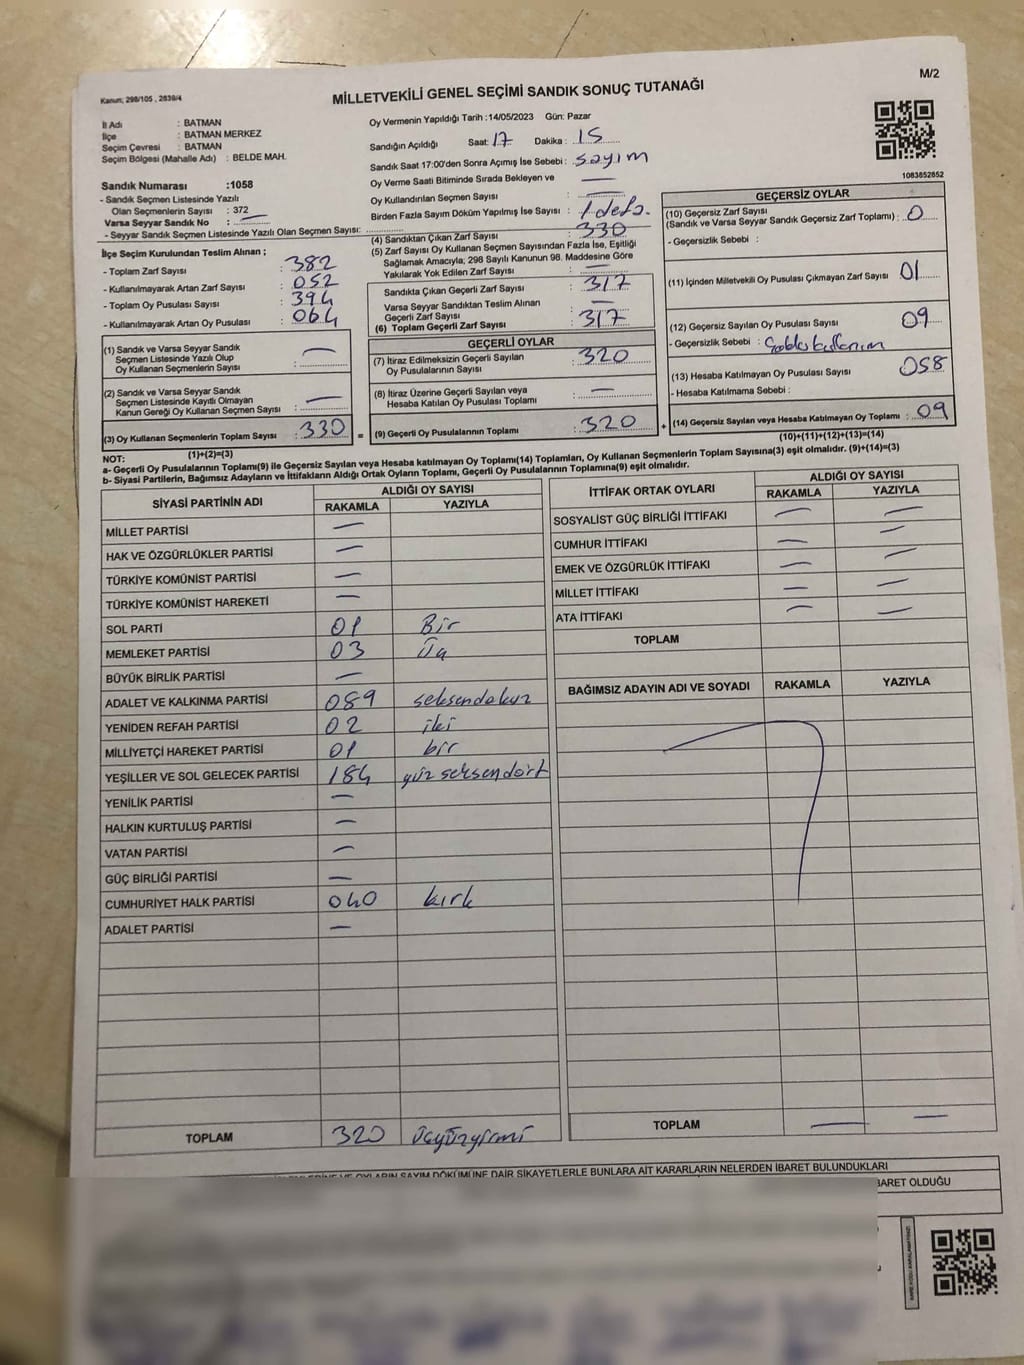 M/2
Kanun; 298/105 , 2839/4
MİLLETVEKİLİ GENEL SEÇİMİ SANDIK SONUÇ TUTANAĞI
İl Adı : BATMAN
İlçe : BATMAN MERKEZ
Seçim Çevresi : BATMAN
Seçim Bölgesi (Mahalle Adı) : BELDE MAH.
Sandık Numarası :1058
- Sandık Seçmen Listesinde Yazılı
Olan Seçmenlerin Sayısı : 372
Varsa Seyyar Sandık No : —
- Seyyar Sandık Seçmen Listesinde Yazılı Olan Seçmen Sayısı:
Oy Vermenin Yapıldığı Tarih :14/05/2023 Gün: Pazar
Sandığın Açıldığı Saat: 17 Dakika : 15
Sandık Saat 17:00'den Sonra Açımış İse Sebebi : sayım
Oy Verme Saati Bitiminde Sırada Bekleyen ve —
Oy Kullandırılan Seçmen Sayısı : —
Birden Fazla Sayım Döküm Yapılmış İse Sayısı : 1 defa.
1083852652
İlçe Seçim Kurulundan Teslim Alınan ;
- Toplam Zarf Sayısı : 382
- Kullanılmayarak Artan Zarf Sayısı : 052
- Toplam Oy Pusulası Sayısı : 394
- Kullanılmayarak Artan Oy Pusulası : 064
(1) Sandık ve Varsa Seyyar Sandık
Seçmen Listesinde Yazılı Olup
Oy Kullanan Seçmenlerin Sayısı : —
(2) Sandık ve Varsa Seyyar Sandık
Seçmen Listesinde Kayıtlı Olmayan
Kanun Gereği Oy Kullanan Seçmen Sayısı : —
(3) Oy Kullanan Seçmenlerin Toplam Sayısı : 330
(1)+(2)=(3)
(4) Sandıktan Çıkan Zarf Sayısı : 330
(5) Zarf Sayısı Oy Kullanan Seçmen Sayısından Fazla İse, Eşitliği
Sağlamak Amacıyla; 298 Sayılı Kanunun 98. Maddesine Göre
Yakılarak Yok Edilen Zarf Sayısı : —
Sandıkta Çıkan Geçerli Zarf Sayısı : 317
Varsa Seyyar Sandıktan Teslim Alınan
Geçerli Zarf Sayısı : —
(6) Toplam Geçerli Zarf Sayısı : 317
GEÇERLİ OYLAR
(7) İtiraz Edilmeksizin Geçerli Sayılan
Oy Pusulasının Sayısı : 320
(8) İtiraz Üzerine Geçerli Sayılan veya
Hesaba Katılan Oy Pusulası Toplamı : —
= (9) Geçerli Oy Pusulalarının Toplamı : 320
GEÇERSİZ OYLAR
(10) Geçersiz Zarf Sayısı
(Sandık ve Varsa Seyyar Sandık Geçersiz Zarf Toplamı) : 0
- Geçersizlik Sebebi :
(11) İçinden Milletvekili Oy Pusulası Çıkmayan Zarf Sayısı 01
(12) Geçersiz Sayılan Oy Pusulası Sayısı 09
- Geçersizlik Sebebi :
(13) Hesaba Katılmayan Oy Pusulası Sayısı 058
- Hesaba Katılmama Sebebi :
+ (14) Geçersiz Sayılan veya Hesaba Katılmayan Oy Toplamı : 09
(10)+(11)+(12)+(13)=(14)
NOT:
a- Geçerli Oy Pusulalarının Toplamı(9) ile Geçersiz Sayılan veya Hesaba katılmayan Oy Toplamı(14) Toplamları, Oy Kullanan Seçmenlerin Toplam Sayısına(3) eşit olmalıdır. (9)+(14)=(3)
b- Siyasi Partilerin, Bağımsız Adayların ve İttifakların Aldığı Ortak Oyların Toplamı, Geçerli Oy Pusulalarının Toplamına(9) eşit olmalıdır.
SİYASİ PARTİNİN ADI ALDIĞI OY SAYISI
RAKAMLA YAZIYLA
MİLLET PARTİSİ —
HAK VE ÖZGÜRLÜKLER PARTİSİ —
TÜRKİYE KOMÜNİST PARTİSİ —
TÜRKİYE KOMÜNİST HAREKETİ —
SOL PARTİ 01 Bir
MEMLEKET PARTİSİ 03 Üç
BÜYÜK BİRLİK PARTİSİ —
ADALET VE KALKINMA PARTİSİ 089 seksendokuz
YENİDEN REFAH PARTİSİ 02 iki
MİLLİYETÇİ HAREKET PARTİSİ 01 bir
YEŞİLLER VE SOL GELECEK PARTİSİ 184 yüz seksendört
YENİLİK PARTİSİ —
HALKIN KURTULUŞ PARTİSİ —
VATAN PARTİSİ —
GÜÇ BİRLİĞİ PARTİSİ —
CUMHURİYET HALK PARTİSİ 040 kırk
ADALET PARTİSİ —
TOPLAM 320 üçyüzyirmi
İTTİFAK ORTAK OYLARI ALDIĞI OY SAYISI
RAKAMLA YAZIYLA
SOSYALİST GÜÇ BİRLİĞİ İTTİFAKI — —
CUMHUR İTTİFAKI — —
EMEK VE ÖZGÜRLÜK İTTİFAKI — —
MİLLET İTTİFAKI — —
ATA İTTİFAKI — —
TOPLAM
BAĞIMSIZ ADAYIN ADI VE SOYADI RAKAMLA YAZIYLA
TOPLAM — —
OYLARIN SAYIM DÖKÜMÜNE DAİR ŞİKAYETLERLE BUNLARA AİT KARARLARIN NELERDEN İBARET BULUNDUKLARI
BARET OLDUĞU